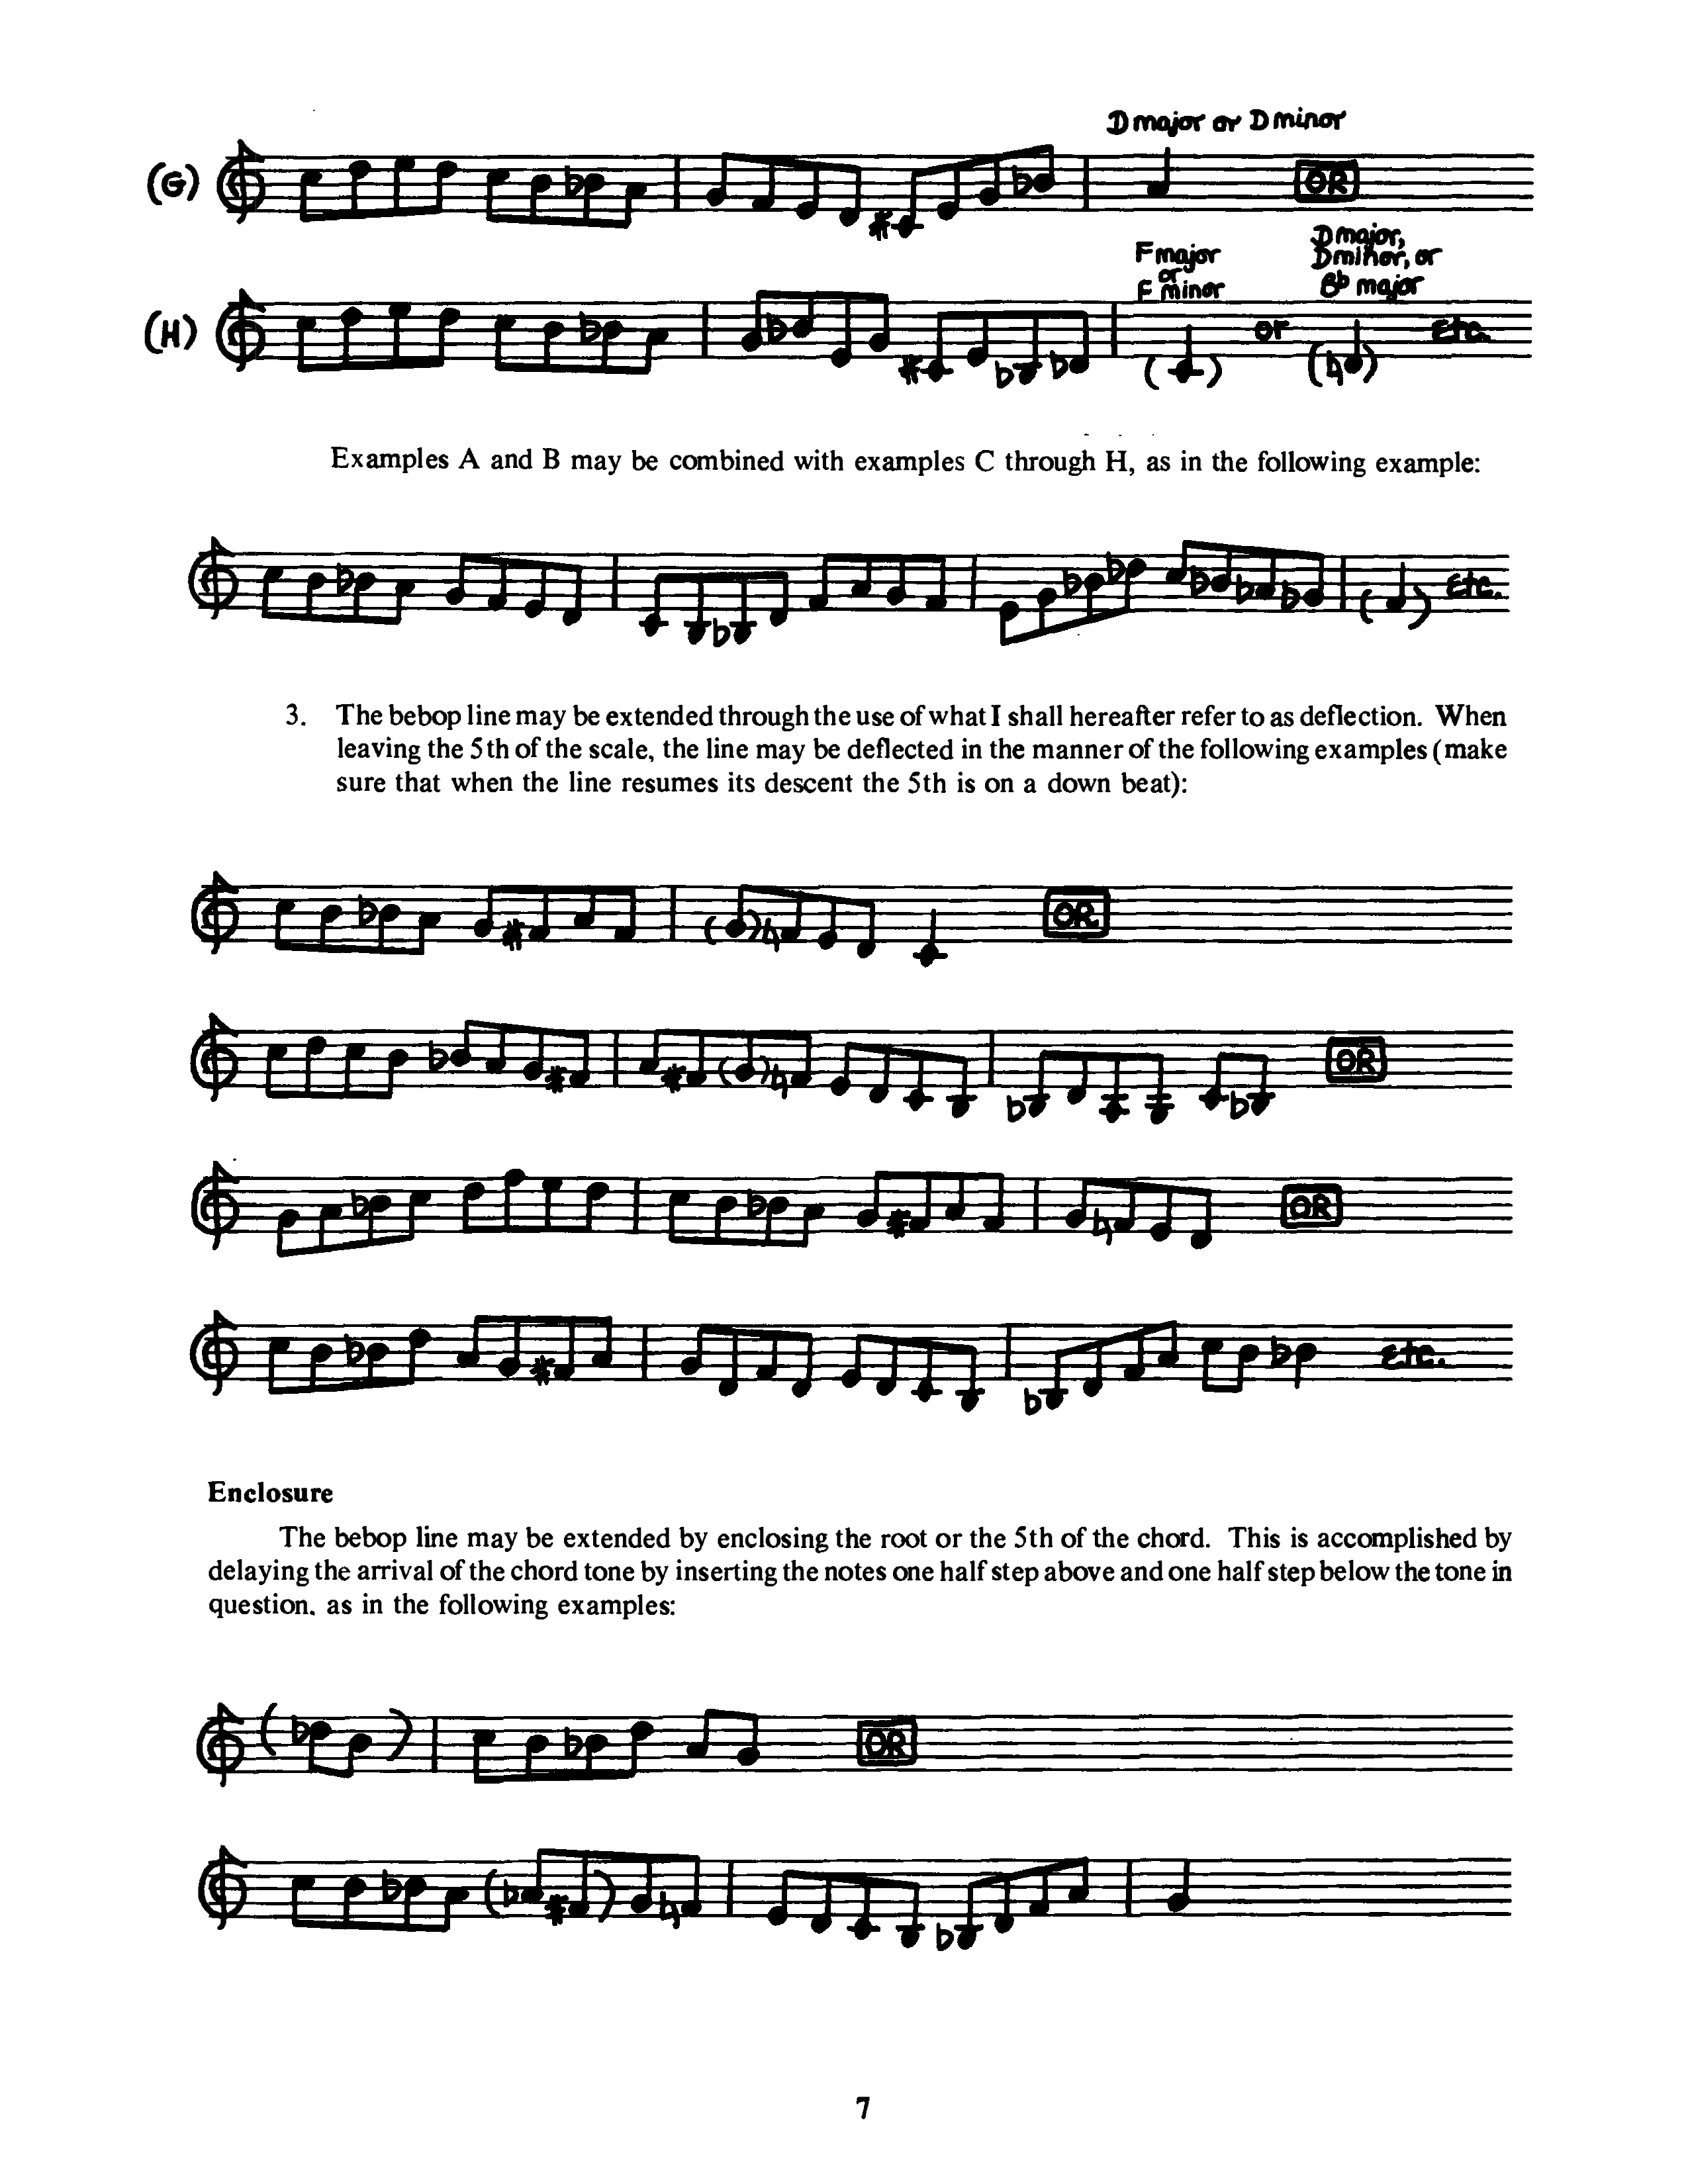 D major or D minor
(G)
OR
F major
or
F minor
D major,
D minor, or
Bb major
(H)
or
etc.
Examples A and B may be combined with examples C through H, as in the following example:
etc.
3. The bebop line may be extended through the use of what I shall hereafter refer to as deflection. When
leaving the 5th of the scale, the line may be deflected in the manner of the following examples (make
sure that when the line resumes its descent the 5th is on a down beat):
OR
OR
OR
etc.
Enclosure
The bebop line may be extended by enclosing the root or the 5th of the chord. This is accomplished by
delaying the arrival of the chord tone by inserting the notes one half step above and one half step below the tone in
question. as in the following examples:
OR
7